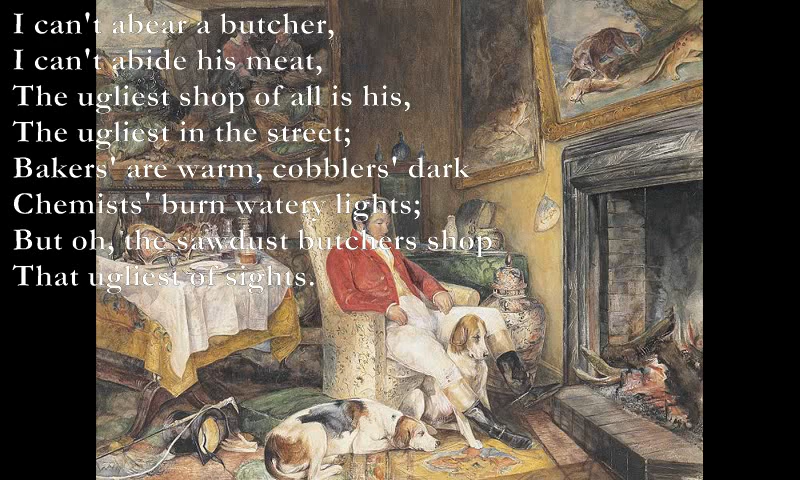 I can't abear a butcher,
I can't abide his meat,
The ugliest shop of all is his,
The ugliest in the street;
Bakers' are warm, cobblers' dark
Chemists' burn watery lights;
But oh, the sawdust butchers shop
That ugliest of sights.